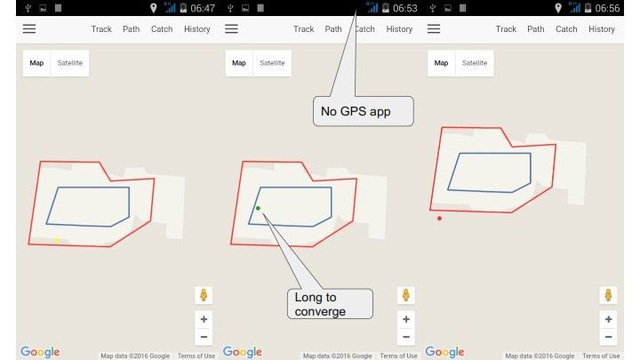 06:47
Track Path Catch History
Map Satellite
Google
Map data ©2016 Google Terms of Use
06:53
Track Path Catch History
Map Satellite
No GPS app
Long to
converge
Google
Map data ©2016 Google Terms of Use
06:56
Track Path Catch History
Map Satellite
Google
Map data ©2016 Google Terms of Use